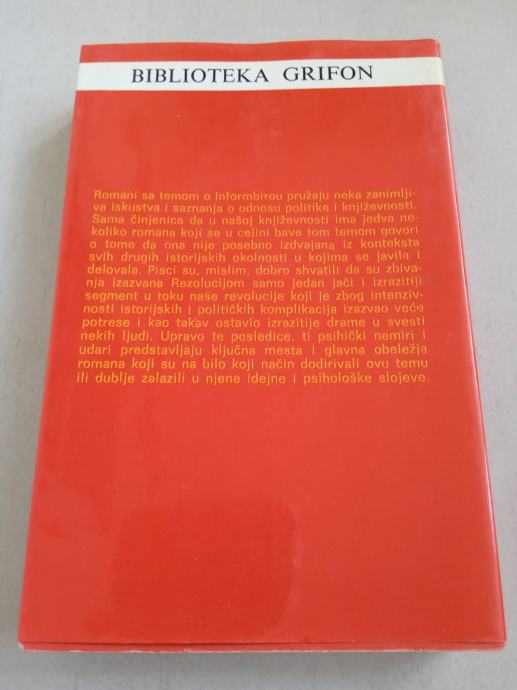 BIBLIOTEKA GRIFON
Romani sa temom o Informbirou pružaju neka zanimlji-
va iskustva i saznanja o odnosu politike i književnosti.
Sama činjenica da u našoj književnosti ima jedva ne-
koliko romana koji se u celini bave tom temom govori
o tome da ona nije posebno izdvajana iz konteksta
svih drugih istorijskih okolnosti u kojima se javila i
delovala. Pisci su, mislim, dobro shvatili da su zbiva-
nja izazvana Rezolucijom samo jedan jači i izrazitiji
segment u toku naše revolucije koji je zbog intenziv-
nosti istorijskih i političkih komplikacija izazvao veće
potrese i kao takav ostavio izrazitije drame u svesti
nekih ljudi. Upravo te posledice, ti psihički nemiri i
udari predstavljaju ključna mesta i glavna obeležja
romana koji su na bilo koji način dodirivali ovu temu
ili dublje zalazili u njene idejne i psihološke slojeve.